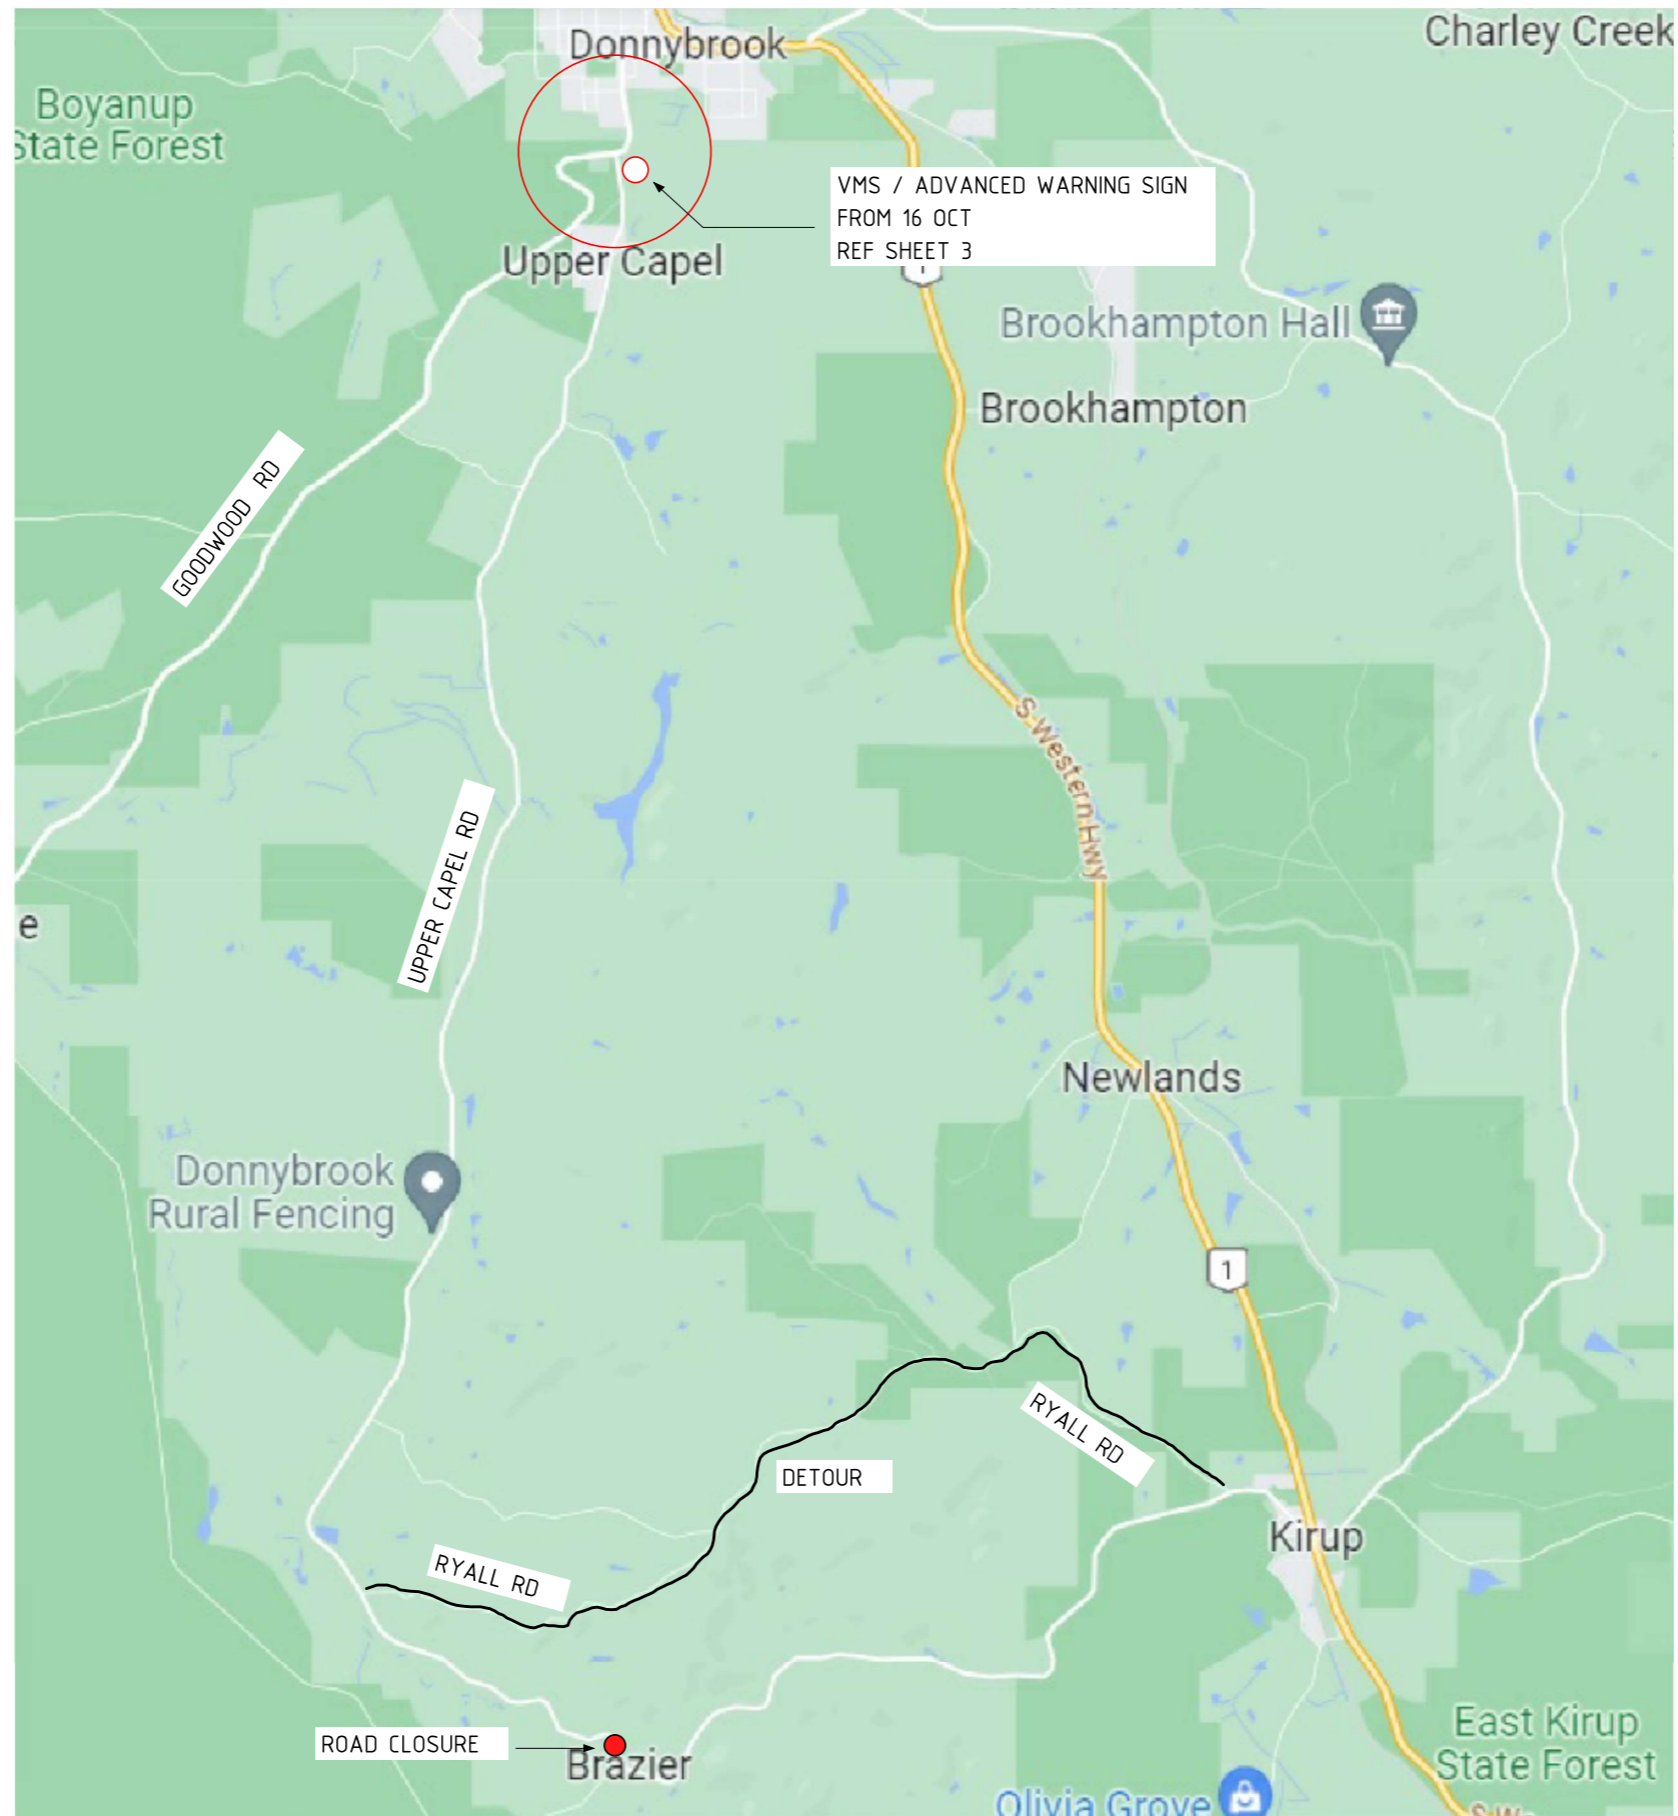 Donnybrook
Charley Creek
Boyanup
State Forest
VMS / ADVANCED WARNING SIGN
FROM 16 OCT
REF SHEET 3
Upper Capel
1
Brookhampton Hall
Brookhampton
GOODWOOD RD
S Western Hwy
UPPER CAPEL RD
e
Newlands
Donnybrook
Rural Fencing
1
RYALL RD
DETOUR
Kirup
RYALL RD
ROAD CLOSURE
Brazier
East Kirup
State Forest
Olivia Grove